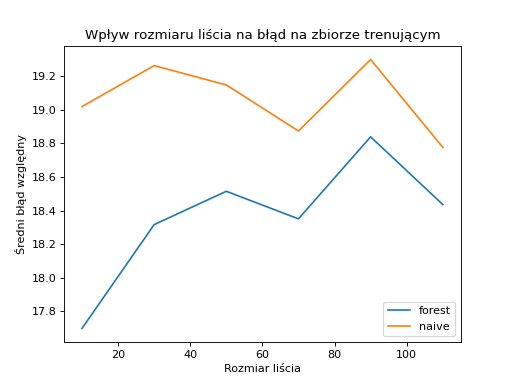 Wpływ rozmiaru liścia na błąd na zbiorze trenującym
Średni błąd względny
19.2
19.0
18.8
18.6
18.4
18.2
18.0
17.8
20
40
60
80
100
Rozmiar liścia
forest
naive